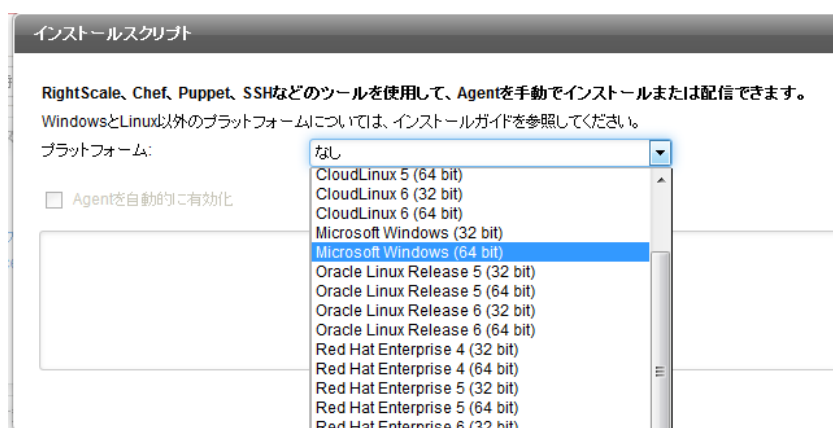 インストールスクリプト
RightScale、Chef、Puppet、SSHなどのツールを使用して、Agentを手動でインストールまたは配信できます。
WindowsとLinux以外のプラットフォームについては、インストールガイドを参照してください。
プラットフォーム:
なし
Agentを自動的に有効化
CloudLinux 5 (64 bit)
CloudLinux 6 (32 bit)
CloudLinux 6 (64 bit)
Microsoft Windows (32 bit)
Microsoft Windows (64 bit)
Oracle Linux Release 5 (32 bit)
Oracle Linux Release 5 (64 bit)
Oracle Linux Release 6 (32 bit)
Oracle Linux Release 6 (64 bit)
Red Hat Enterprise 4 (32 bit)
Red Hat Enterprise 4 (64 bit)
Red Hat Enterprise 5 (32 bit)
Red Hat Enterprise 5 (64 bit)
Red Hat Enterprise 6 (32 bit)